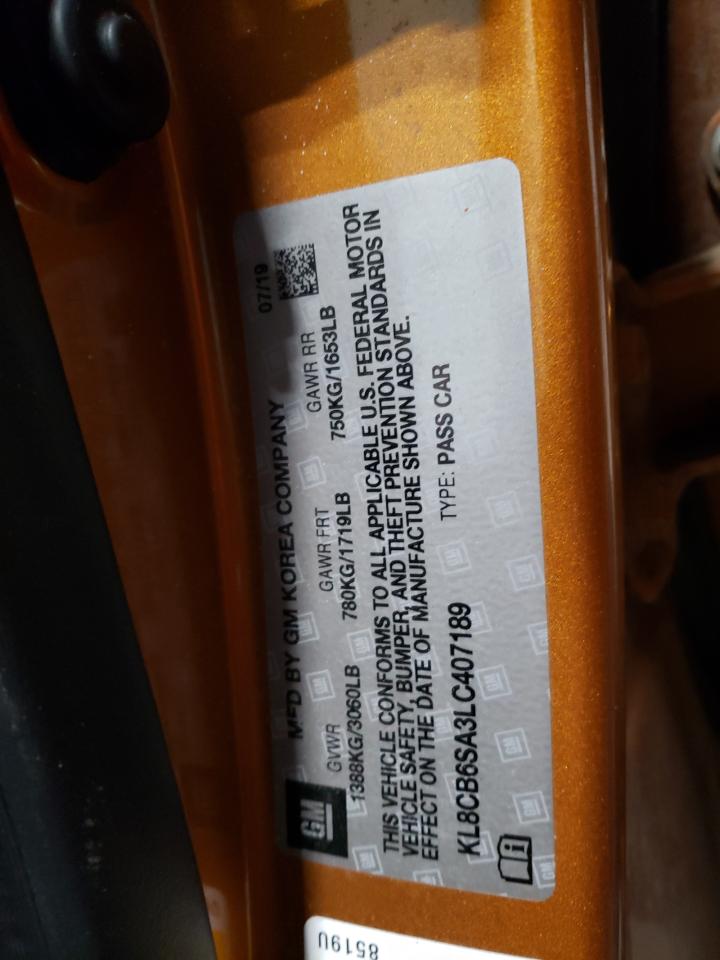 GM
MFD BY GM KOREA COMPANY 07/19
GVWR GAWR FRT GAWR RR
1388KG/3060LB 780KG/1719LB 750KG/1653LB
THIS VEHICLE CONFORMS TO ALL APPLICABLE U.S. FEDERAL MOTOR
VEHICLE SAFETY, BUMPER, AND THEFT PREVENTION STANDARDS IN
EFFECT ON THE DATE OF MANUFACTURE SHOWN ABOVE.
KL8CB6SA3LC407189 TYPE: PASS CAR
8519U